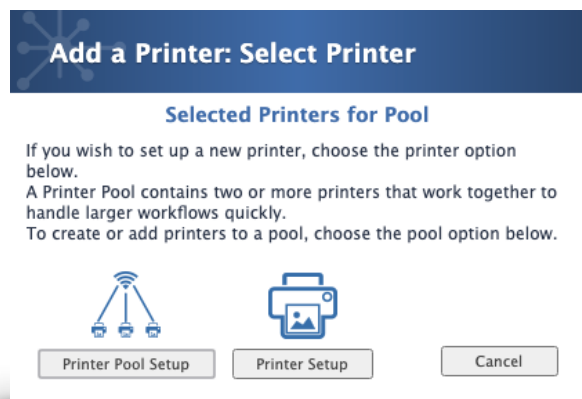 Add a Printer: Select Printer
Selected Printers for Pool
If you wish to set up a new printer, choose the printer option
below.
A Printer Pool contains two or more printers that work together to
handle larger workflows quickly.
To create or add printers to a pool, choose the pool option below.
Printer Pool Setup
Printer Setup
Cancel